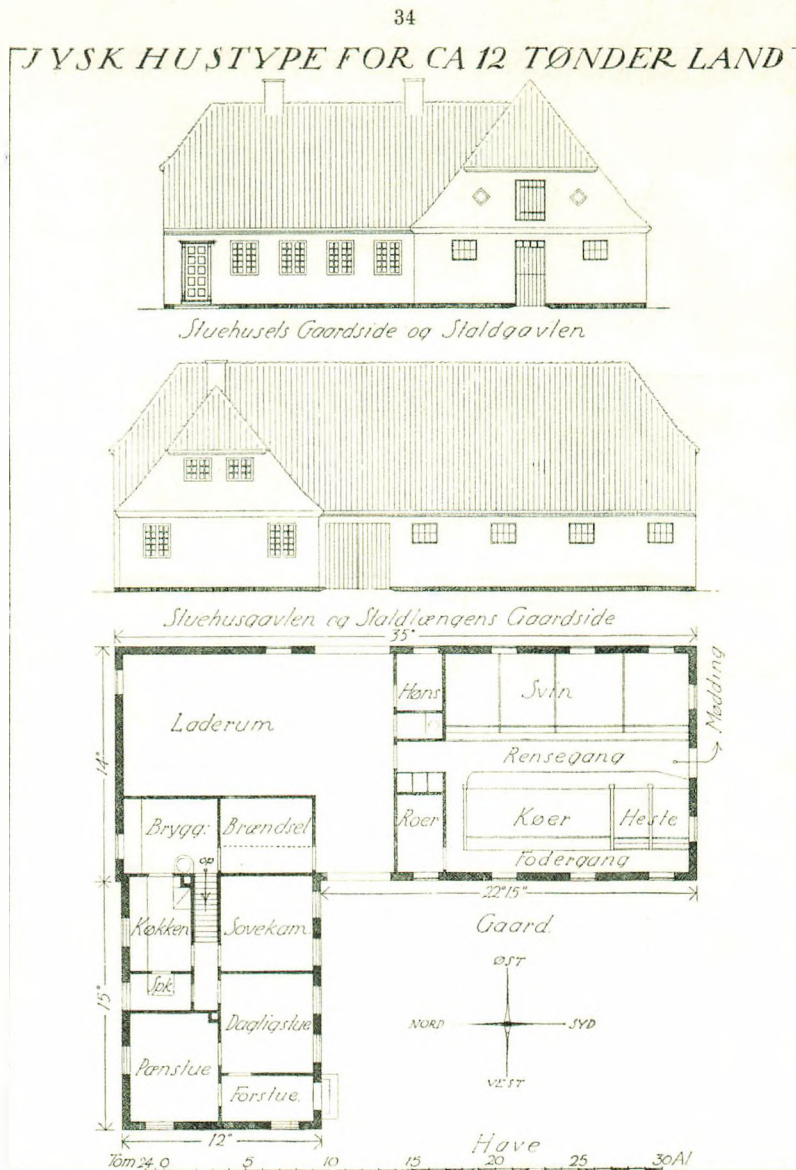 34
JYSK HUSTYPE FOR CA 12 TØNDER LAND
Stuehusets Gaardside og Staldgavlen
Stuehusgavlen og Staldlængens Gaardside
35"
Høns
Svin
Laderum
Mødding
14"
Rensegang
Brygg:
Brændsel
Roer
Køer
Heste
Fodergang
op
22"15"
Køkken
Sovekam.
Gaard.
ØST
Spk.
15"
Dagligstue
NORD
SYD
Pænstue
VEST
Forstue.
12"
Have
Tom 24 0 5 10 15 20 25 30 Al